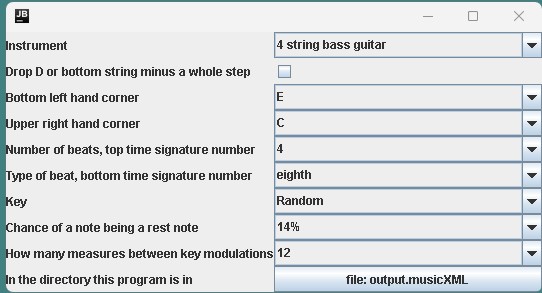 JB
Instrument 4 string bass guitar
Drop D or bottom string minus a whole step
Bottom left hand corner E
Upper right hand corner C
Number of beats, top time signature number 4
Type of beat, bottom time signature number eighth
Key Random
Chance of a note being a rest note 14%
How many measures between key modulations 12
In the directory this program is in file: output.musicXML